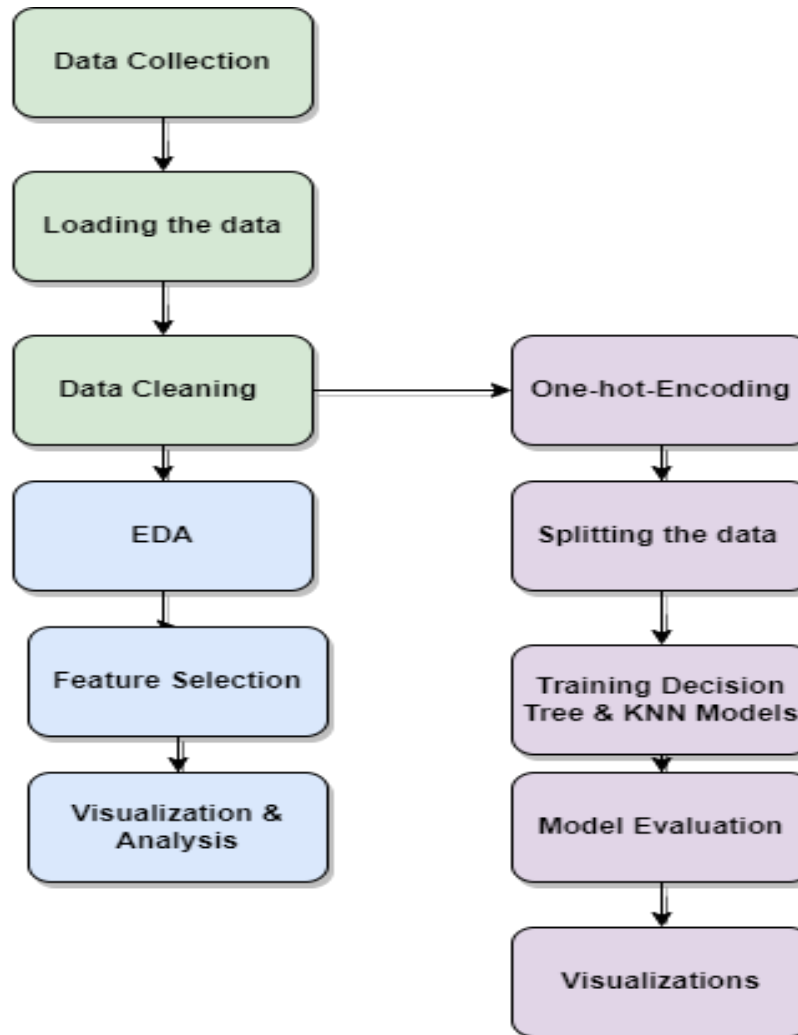 Data Collection
Loading the data
Data Cleaning
One-hot-Encoding
EDA
Splitting the data
Feature Selection
Training Decision
Tree & KNN Models
Visualization &
Analysis
Model Evaluation
Visualizations